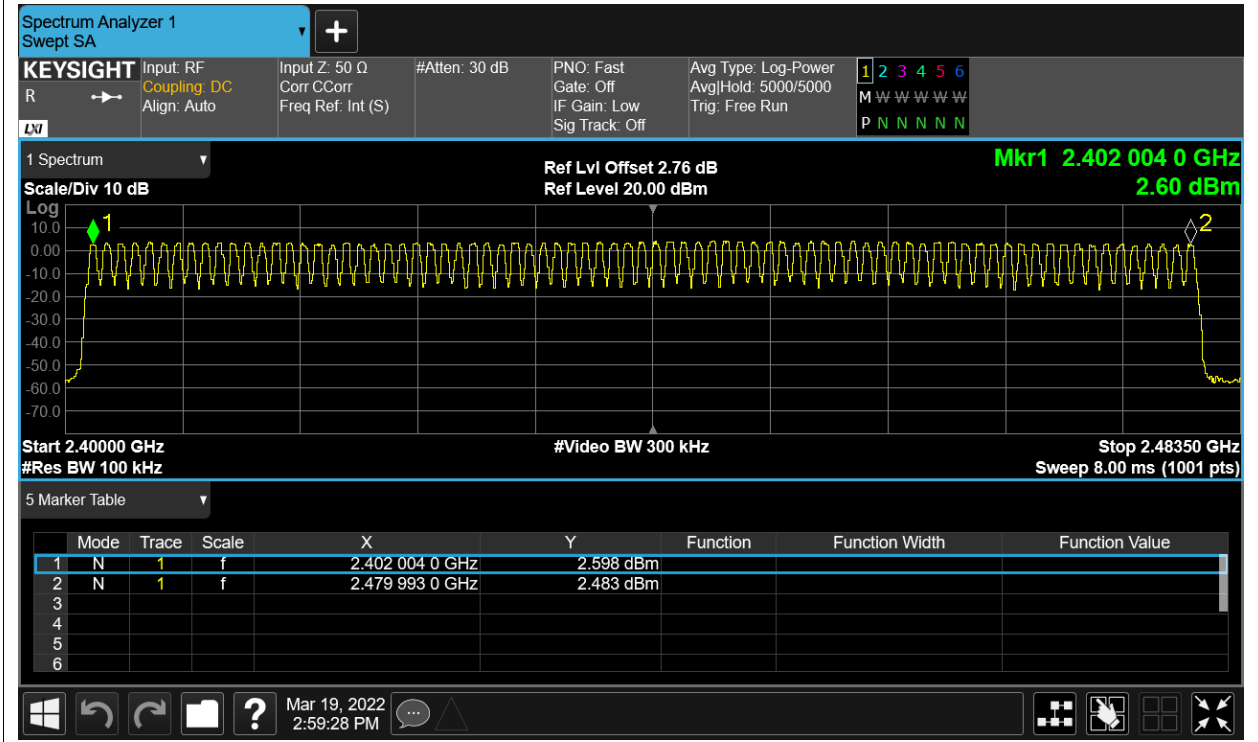 Spectrum Analyzer 1
Swept SA
KEYSIGHT
R
LXI
Input: RF
Coupling: DC
Align: Auto
Input Z: 50 Ω
Corr CCorr
Freq Ref: Int (S)
#Atten: 30 dB
PNO: Fast
Gate: Off
IF Gain: Low
Sig Track: Off
Avg Type: Log-Power
Avg|Hold: 5000/5000
Trig: Free Run
1 2 3 4 5 6
M W W W W W
P N N N N N
1 Spectrum
Scale/Div 10 dB
Ref Lvl Offset 2.76 dB
Ref Level 20.00 dBm
Mkr1 2.402 004 0 GHz
2.60 dBm
Log
10.0
0.00
-10.0
-20.0
-30.0
-40.0
-50.0
-60.0
-70.0
1
2
Start 2.40000 GHz
#Video BW 300 kHz
Stop 2.48350 GHz
#Res BW 100 kHz
Sweep 8.00 ms (1001 pts)
5 Marker Table
Mode Trace Scale X Y Function Function Width Function Value
1 N 1 f 2.402 004 0 GHz 2.598 dBm
2 N 1 f 2.479 993 0 GHz 2.483 dBm
3
4
5
6
?
Mar 19, 2022
2:59:28 PM